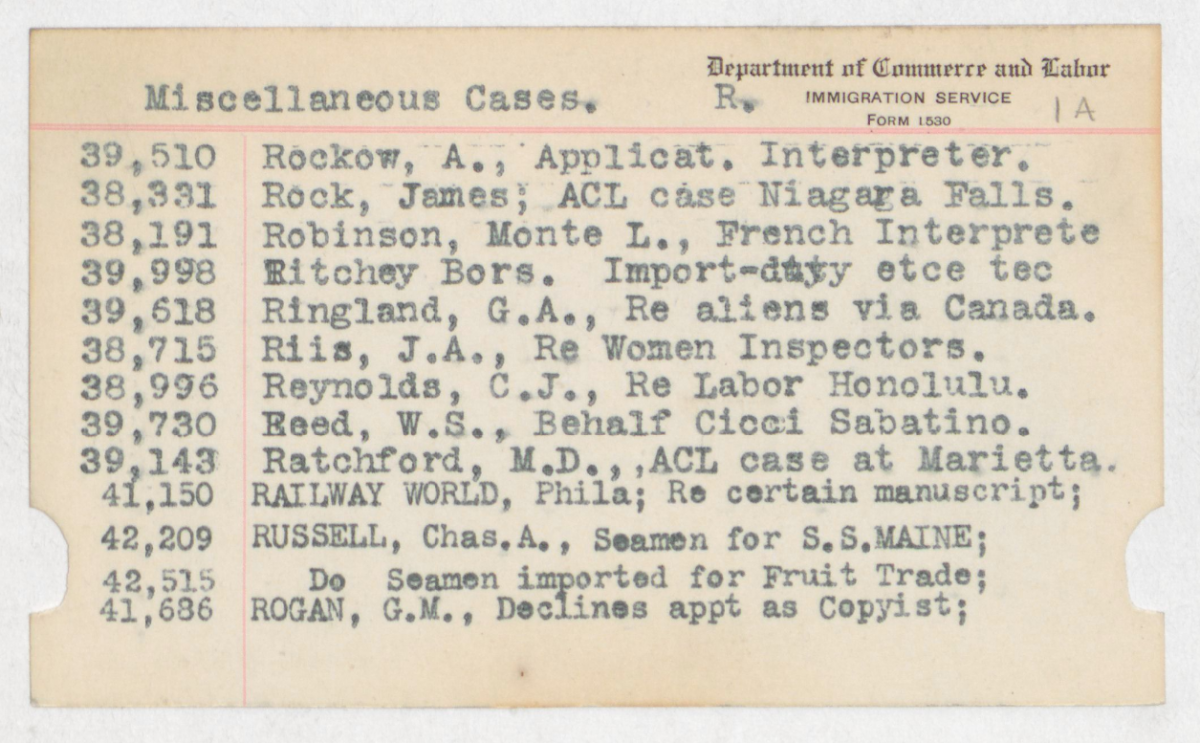 Department of Commerce and Labor
Miscellaneous Cases. R. IMMIGRATION SERVICE 1A
FORM 1530
39,510 Rockow, A., Applicat. Interpreter.
38,331 Rock, James; ACL case Niagara Falls.
38,191 Robinson, Monte L., French Interprete
39,998 Ritchey Bors. Import-duty etce tec
39,618 Ringland, G.A., Re aliens via Canada.
38,715 Riis, J.A., Re Women Inspectors.
38,996 Reynolds, C.J., Re Labor Honolulu.
39,730 Reed, W.S., Behalf Cicci Sabatino.
39,143 Ratchford, M.D.,,ACL case at Marietta.
41,150 RAILWAY WORLD, Phila; Re certain manuscript;
42,209 RUSSELL, Chas.A., Seamen for S.S.MAINE;
42,515 Do Seamen imported for Fruit Trade;
41,686 ROGAN, G.M., Declines appt as Copyist;